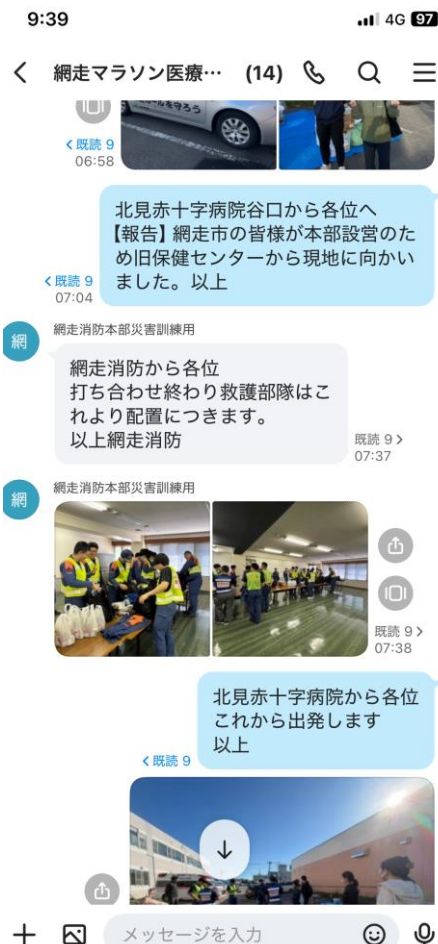 9:39
4G 97
網走マラソン医療… (14)
ールを守ろう
既読 9
06:58
北見赤十字病院谷口から各位へ
【報告】網走市の皆様が本部設営のた
め旧保健センターから現地に向かい
ました。以上
既読 9
07:04
網走消防本部災害訓練用
網
網走消防から各位
打ち合わせ終わり救護部隊はこ
れより配置につきます。
以上網走消防
既読 9
07:37
網走消防本部災害訓練用
網
既読 9
07:38
北見赤十字病院から各位
これから出発します
以上
既読 9
メッセージを入力